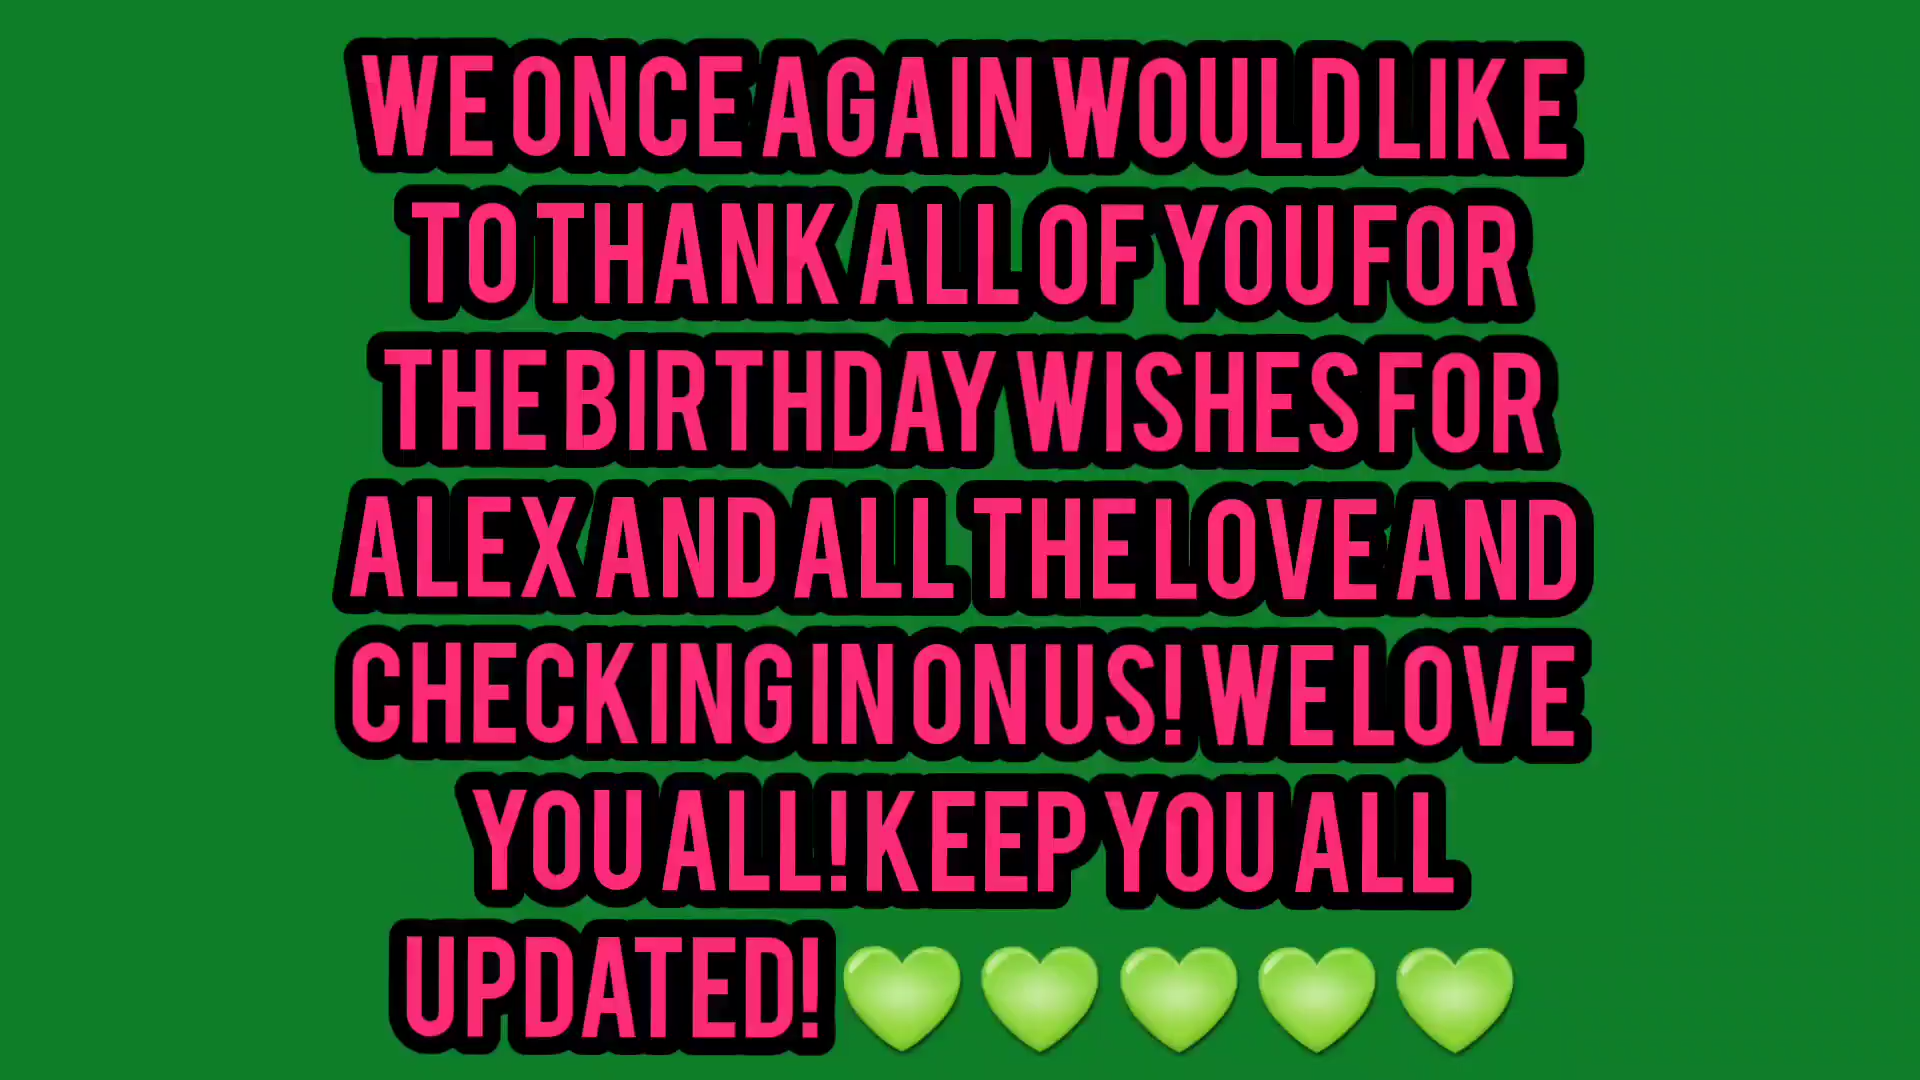 WE ONCE AGAIN WOULD LIKE
TO THANK ALL OF YOU FOR
THE BIRTHDAY WISHES FOR
ALEX AND ALL THE LOVE AND
CHECKING IN ON US! WE LOVE
YOU ALL! KEEP YOU ALL
UPDATED! 💚 💚 💚 💚 💚